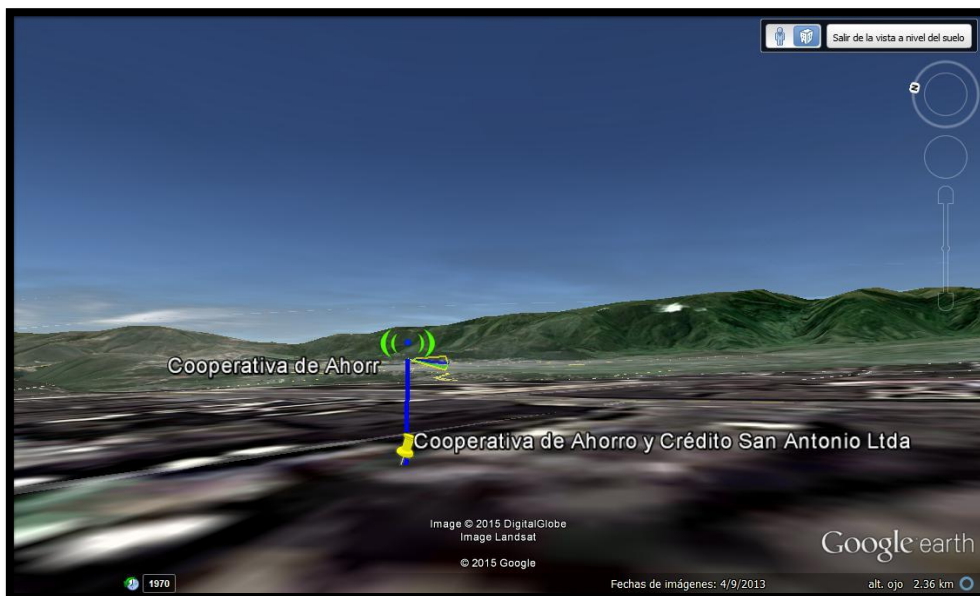 Salir de la vista a nivel del suelo
N
Cooperativa de Ahorr
Cooperativa de Ahorro y Crédito San Antonio Ltda
Image © 2015 DigitalGlobe
Image Landsat
© 2015 Google
Google earth
1970
Fechas de imágenes: 4/9/2013
alt. ojo 2.36 km